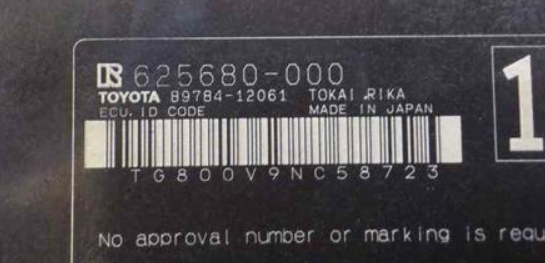 625680-000
TOYOTA 89784-12061 TOKAI RIKA
ECU. ID CODE MADE IN JAPAN
1
TG800V9NC58723
No approval number or marking is requ